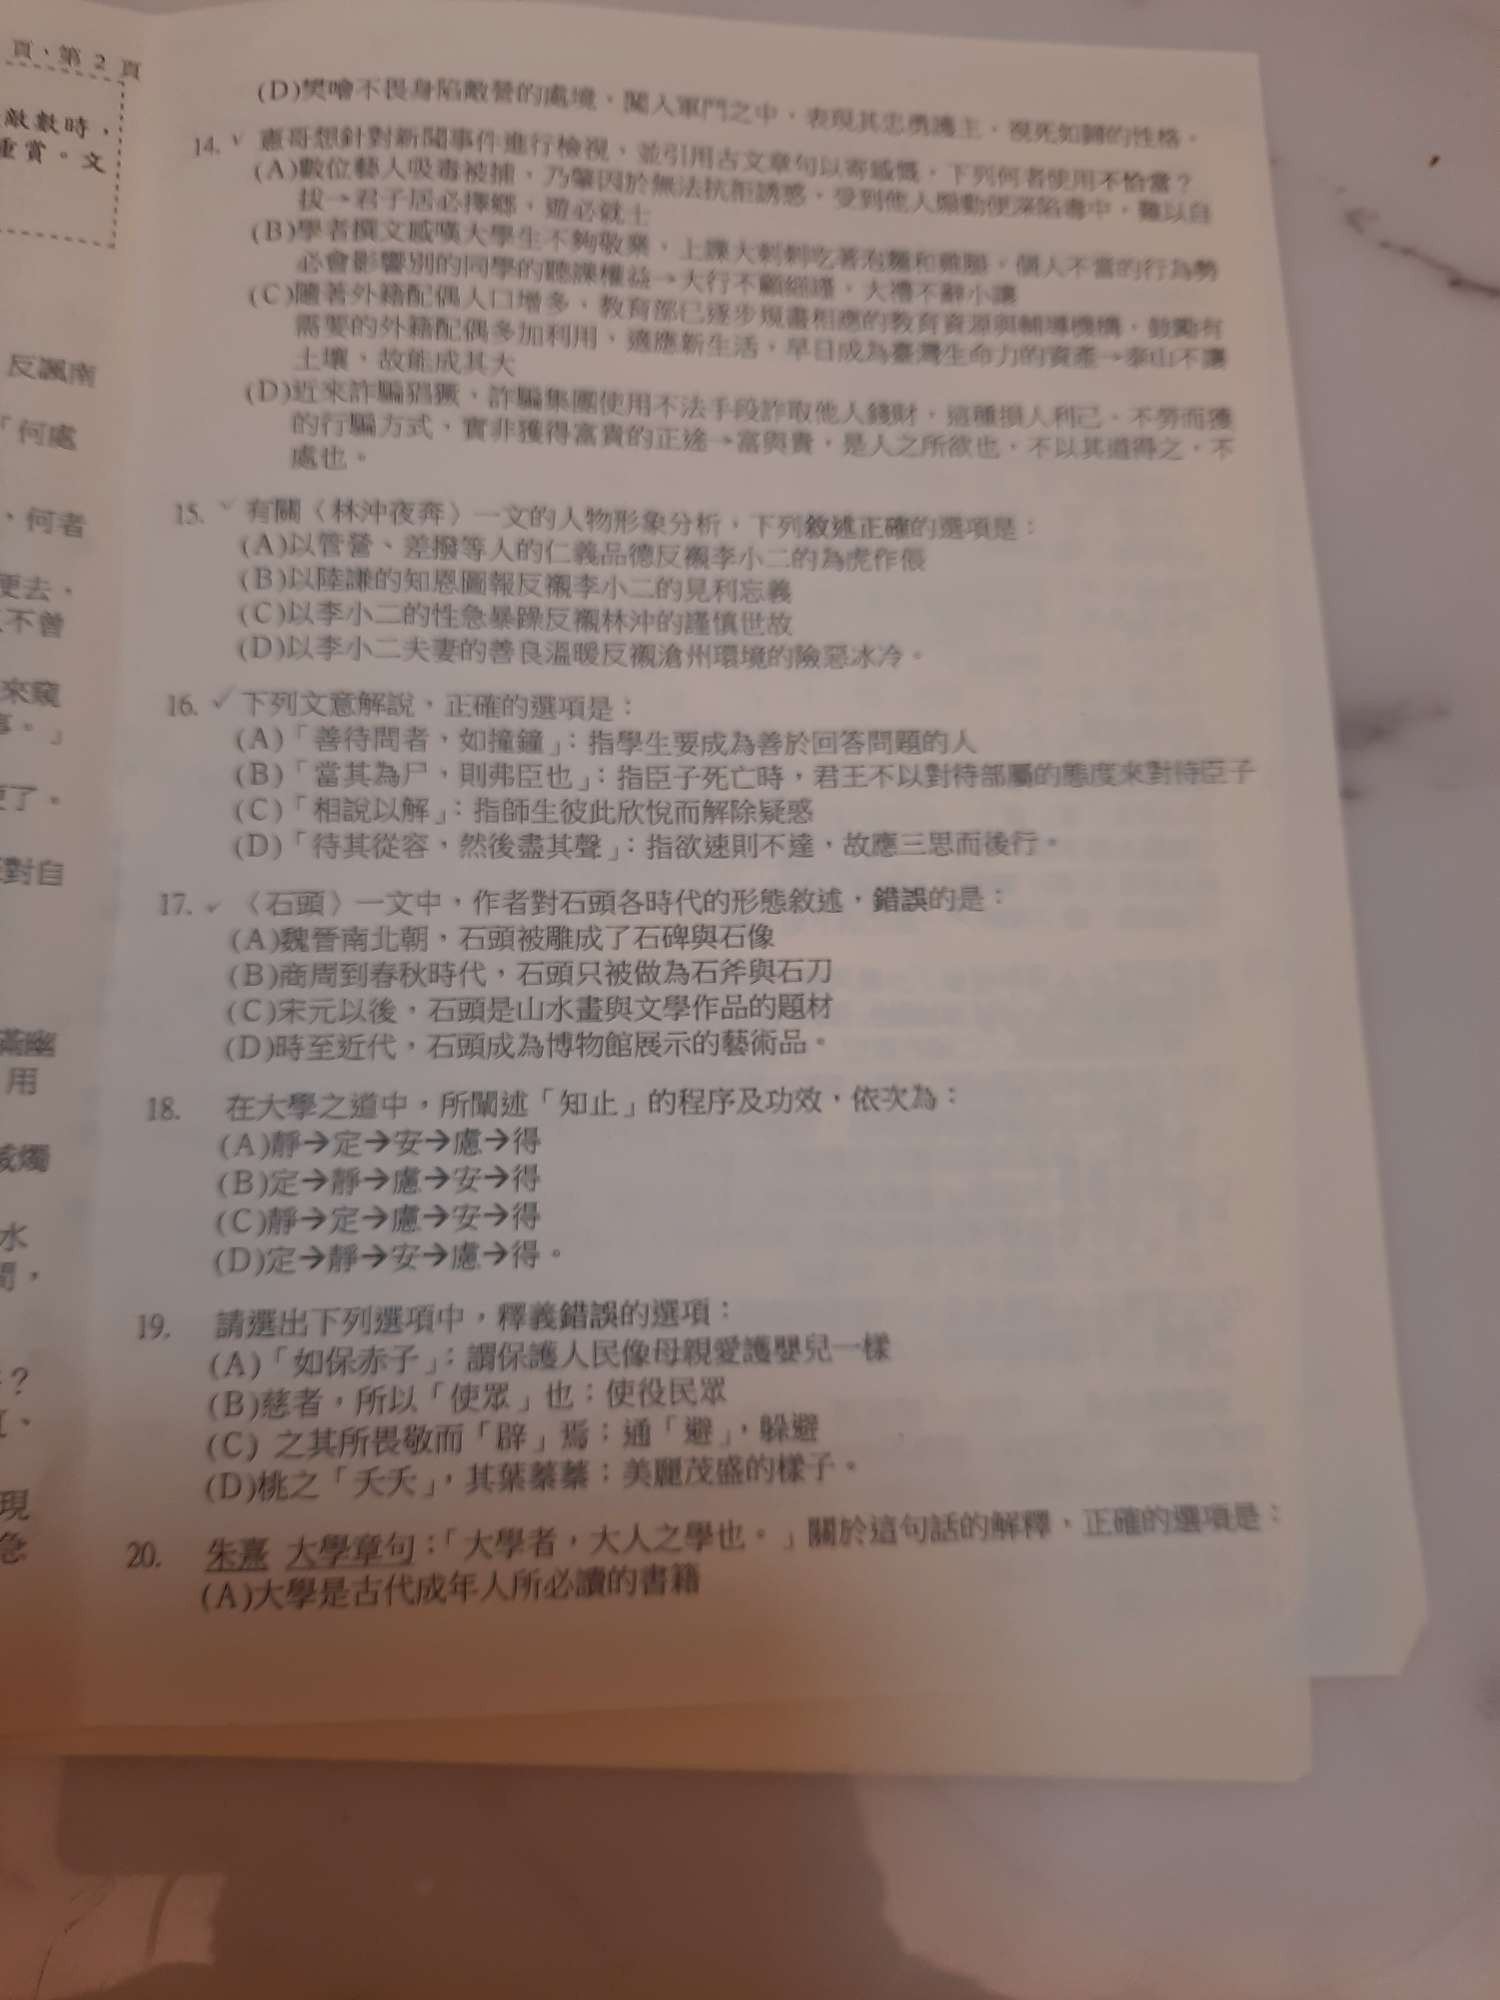 頁，第 2 頁
敵數時，
重賞。文
反諷南
「何處
、何者
便去，
不曾
來窺
事。」
更了。
對自
用
水
？
現
急
(D)樊噲不畏身陷敵營的處境，闖入軍門之中，表現其忠勇護主，視死如歸的性格。
14. ✓ 憲哥想針對新聞事件進行檢視，並引用古文章句以寄感慨，下列何者使用不恰當？
(A)數位藝人吸毒被捕，乃肇因於無法抗拒誘惑，受到他人煽動便深陷毒中，難以自
拔→君子居必擇鄉，遊必就士
(B)學者撰文感嘆大學生不夠敬業，上課大剌剌吃著泡麵和雞腿，個人不當的行為勢
必會影響別的同學的聽課權益→大行不顧細謹，大禮不辭小讓
(C)隨著外籍配偶人口增多，教育部已逐步規畫相應的教育資源與輔導機構，鼓勵有
需要的外籍配偶多加利用，適應新生活，早日成為臺灣生命力的資產→泰山不讓
土壤，故能成其大
(D)近來詐騙猖獗，詐騙集團使用不法手段詐取他人錢財，這種損人利己、不勞而獲
的行騙方式，實非獲得富貴的正途→富與貴，是人之所欲也，不以其道得之，不
處也。
15. ✓ 有關〈林沖夜奔〉一文的人物形象分析，下列敘述正確的選項是：
(A)以管營、差撥等人的仁義品德反襯李小二的為虎作倀
(B)以陸謙的知恩圖報反襯李小二的見利忘義
(C)以李小二的性急暴躁反襯林沖的謹慎世故
(D)以李小二夫妻的善良溫暖反襯滄州環境的險惡冰冷。
16. ✓ 下列文意解說，正確的選項是：
(A)「善待問者，如撞鐘」：指學生要成為善於回答問題的人
(B)「當其為尸，則弗臣也」：指臣子死亡時，君王不以對待部屬的態度來對待臣子
(C)「相說以解」：指師生彼此欣悅而解除疑惑
(D)「待其從容，然後盡其聲」：指欲速則不達，故應三思而後行。
17. ✓ 〈石頭〉一文中，作者對石頭各時代的形態敘述，錯誤的是：
(A)魏晉南北朝，石頭被雕成了石碑與石像
(B)商周到春秋時代，石頭只被做為石斧與石刀
(C)宋元以後，石頭是山水畫與文學作品的題材
(D)時至近代，石頭成為博物館展示的藝術品。
18. 在大學之道中，所闡述「知止」的程序及功效，依次為：
(A)靜→定→安→慮→得
(B)定→靜→慮→安→得
(C)靜→定→慮→安→得
(D)定→靜→安→慮→得。
19. 請選出下列選項中，釋義錯誤的選項：
(A)「如保赤子」：謂保護人民像母親愛護嬰兒一樣
(B)慈者，所以「使眾」也：使役民眾
(C) 之其所畏敬而「辟」焉：通「避」，躲避
(D)桃之「夭夭」，其葉蓁蓁：美麗茂盛的樣子。
20. 朱熹 大學章句：「大學者，大人之學也。」關於這句話的解釋，正確的選項是：
(A)大學是古代成年人所必讀的書籍